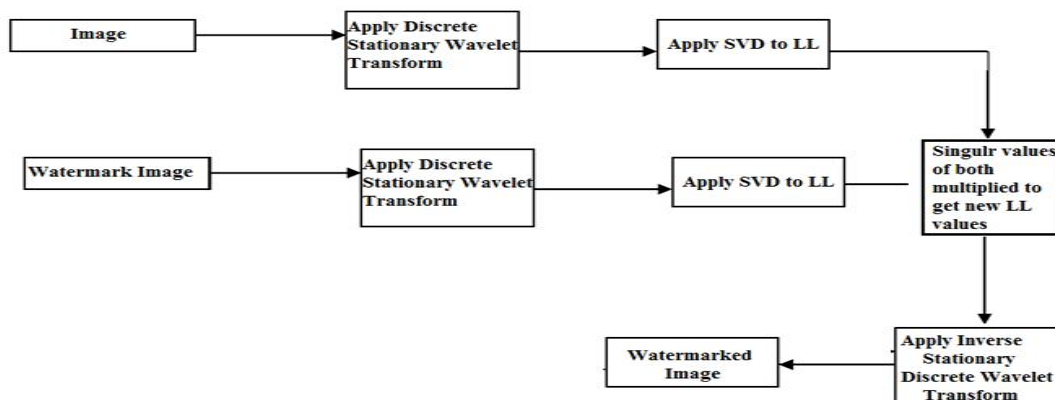 Image
Apply Discrete
Stationary Wavelet
Transform
Apply SVD to LL
Watermark Image
Apply Discrete
Stationary Wavelet
Transform
Apply SVD to LL
Singulr values
of both
multiplied to
get new LL
values
Apply Inverse
Stationary
Discrete Wavelet
Transform
Watermarked
Image